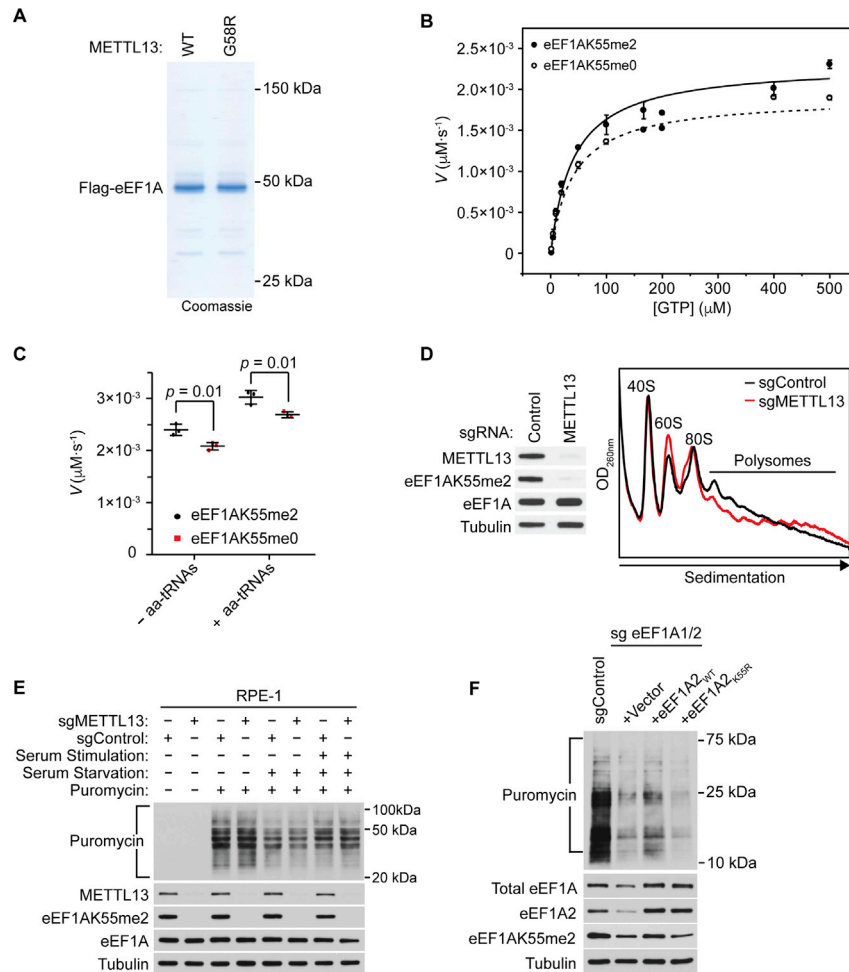 A
METTL13:
WT
G58R
150 kDa
Flag-eEF1A
50 kDa
25 kDa
Coomassie
B
eEF1AK55me2
eEF1AK55me0
2.5×10⁻³
2.0×10⁻³
1.5×10⁻³
1.0×10⁻³
0.5×10⁻³
0
V (µM·s⁻¹)
0 100 200 300 400 500
[GTP] (µM)
C
p = 0.01 p = 0.01
3×10⁻³
2×10⁻³
1×10⁻³
0
V (µM·s⁻¹)
eEF1AK55me2
eEF1AK55me0
– aa-tRNAs
+ aa-tRNAs
D
sgRNA:
Control
METTL13
METTL13
eEF1AK55me2
eEF1A
Tubulin
OD260nm
40S
60S
80S
sgControl
sgMETTL13
Polysomes
Sedimentation
E
RPE-1
sgMETTL13: – + – + – + – +
sgControl: + – + – + – + –
Serum Stimulation: – – – – – – + +
Serum Starvation: – – – – + + + +
Puromycin: – – + + + + + +
100kDa
Puromycin
50 kDa
20 kDa
METTL13
eEF1AK55me2
eEF1A
Tubulin
F
sg eEF1A1/2
sgControl
+Vector
+eEF1A2WT
+eEF1A2K55R
75 kDa
Puromycin
25 kDa
10 kDa
Total eEF1A
eEF1A2
eEF1AK55me2
Tubulin